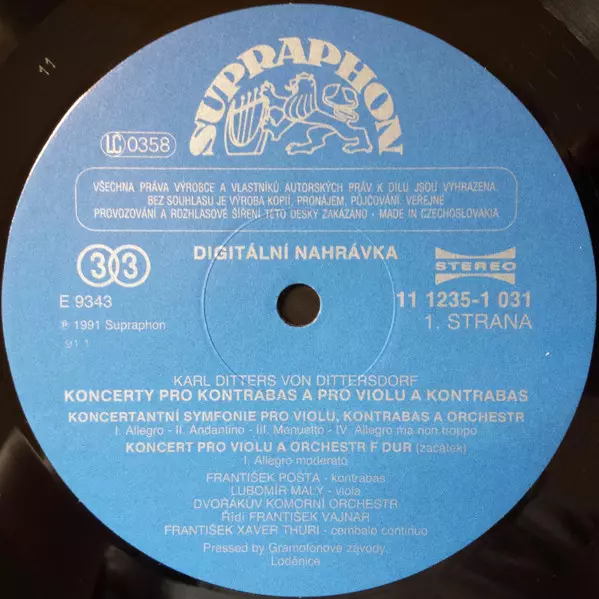 SUPRAPHON
11
LC 0358
VŠECHNA PRÁVA VÝROBCE A VLASTNÍKŮ AUTORSKÝCH PRÁV K DÍLU JSOU VYHRAZENA.
BEZ SOUHLASU JE VÝROBA KOPIÍ, PRONÁJEM, PŮJČOVÁNÍ, VEŘEJNÉ
PROVOZOVÁNÍ A ROZHLASOVÉ ŠÍŘENÍ TÉTO DESKY ZAKÁZÁNO - MADE IN CZECHOSLOVAKIA
33
DIGITÁLNÍ NAHRÁVKA
STEREO
E 9343
11 1235-1 031
℗ 1991 Supraphon
1. STRANA
91 1
KARL DITTERS VON DITTERSDORF
KONCERTY PRO KONTRABAS A PRO VIOLU A KONTRABAS
KONCERTANTNÍ SYMFONIE PRO VIOLU, KONTRABAS A ORCHESTR
I. Allegro - II. Andantino - III. Menuetto - IV. Allegro ma non troppo
KONCERT PRO VIOLU A ORCHESTR F DUR (začátek)
I. Allegro moderato
FRANTIŠEK POŠTA - kontrabas
LUBOMÍR MALÝ - viola
DVOŘÁKŮV KOMORNÍ ORCHESTR
Řídí FRANTIŠEK VAJNAR
FRANTIŠEK XAVER THURI - cembalo continuo
Pressed by Gramofonové závody,
Loděnice